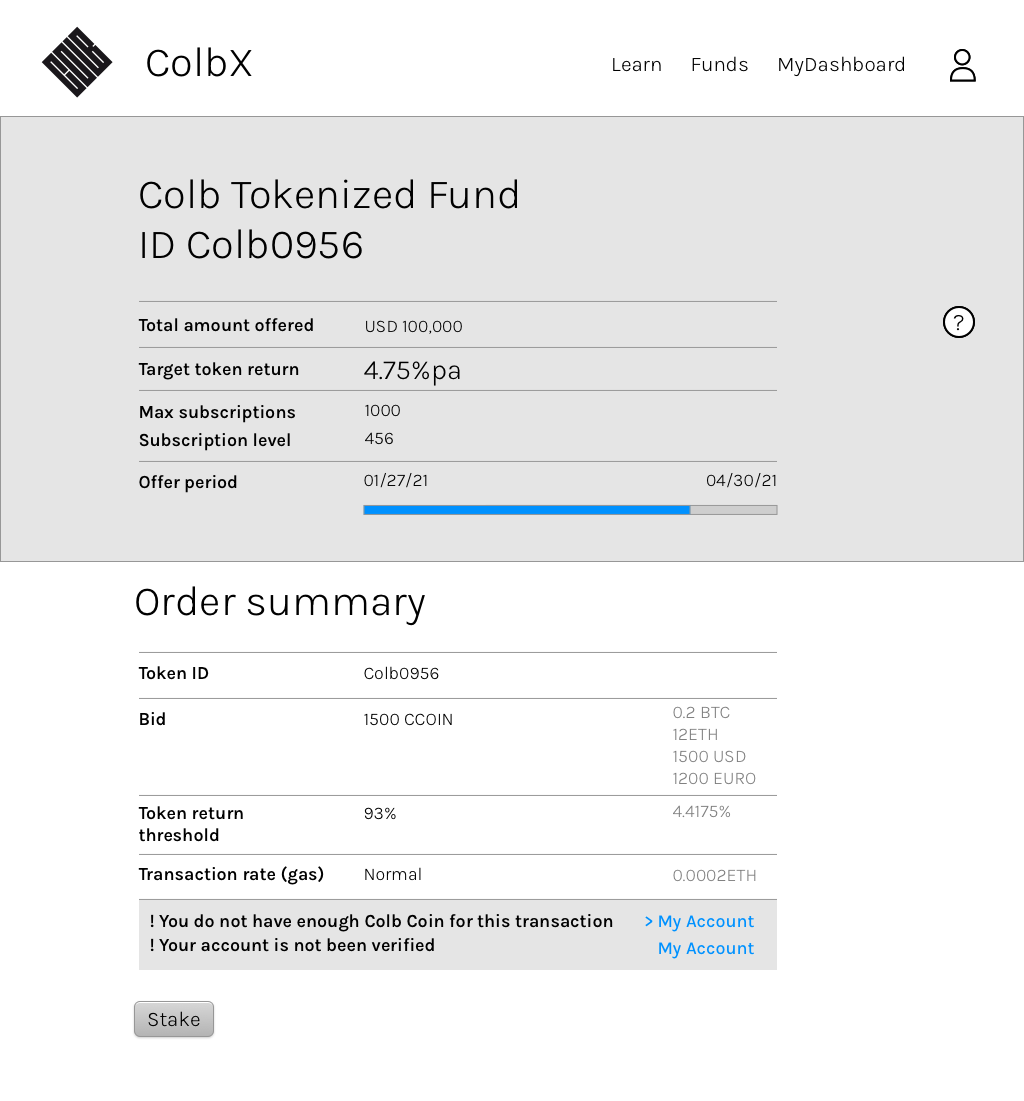 ColbX
Learn Funds MyDashboard
Colb Tokenized Fund
ID Colb0956
Total amount offered USD 100,000
?
Target token return 4.75%pa
Max subscriptions 1000
Subscription level 456
Offer period 01/27/21 04/30/21
Order summary
Token ID Colb0956
Bid 1500 CCOIN 0.2 BTC
12ETH
1500 USD
1200 EURO
Token return 93% 4.4175%
threshold
Transaction rate (gas) Normal 0.0002ETH
! You do not have enough Colb Coin for this transaction > My Account
! Your account is not been verified My Account
Stake